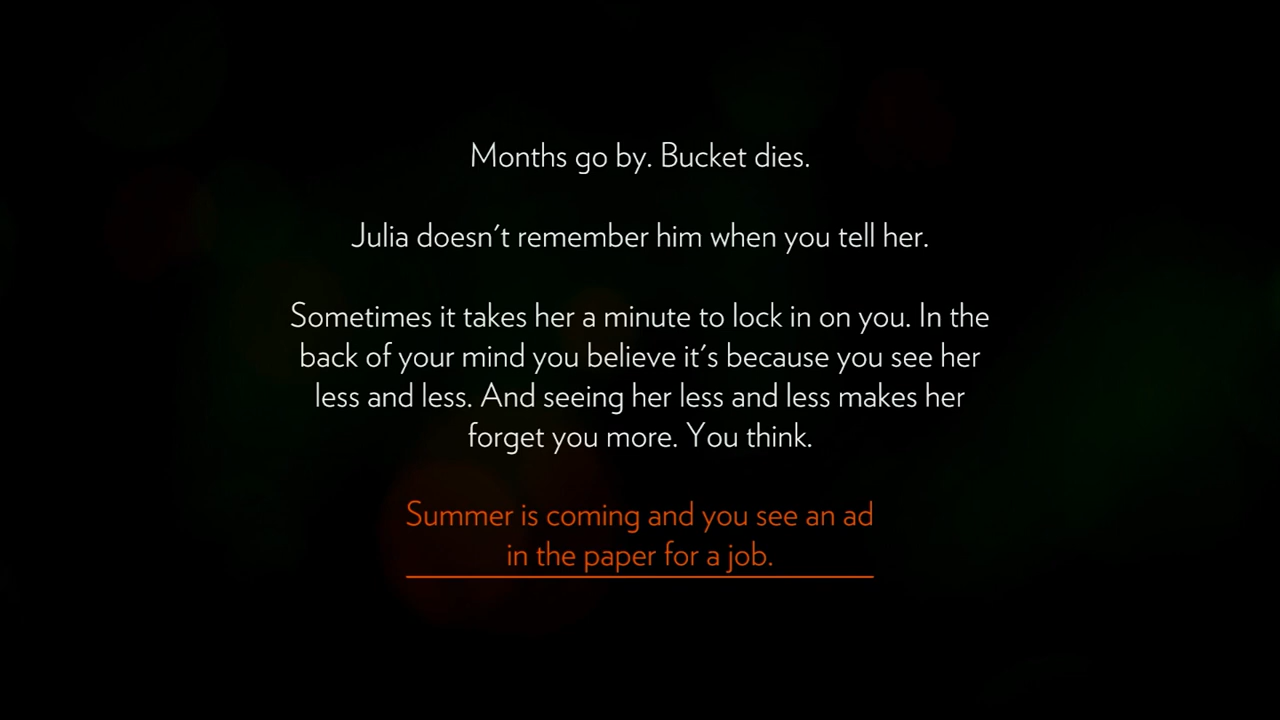 Months go by. Bucket dies.
Julia doesn't remember him when you tell her.
Sometimes it takes her a minute to lock in on you. In the
back of your mind you believe it's because you see her
less and less. And seeing her less and less makes her
forget you more. You think.
Summer is coming and you see an ad
in the paper for a job.